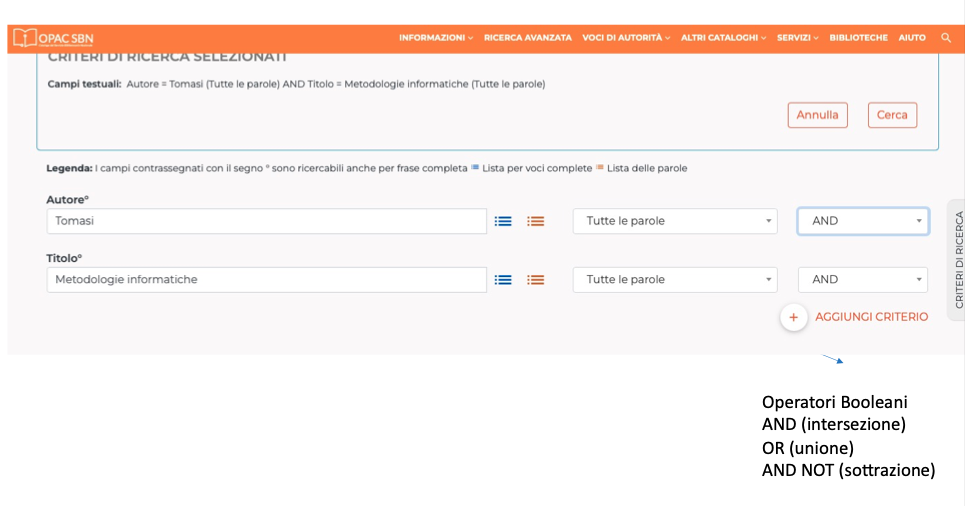 OPAC SBN
INFORMAZIONI RICERCA AVANZATA VOCI DI AUTORITÀ ALTRI CATALOGHI SERVIZI BIBLIOTECHE AIUTO
CRITERI DI RICERCA SELEZIONATI
Campi testuali: Autore = Tomasi (Tutte le parole) AND Titolo = Metodologie informatiche (Tutte le parole)
Annulla Cerca
Legenda: I campi contrassegnati con il segno ° sono ricercabili anche per frase completa Lista per voci complete Lista delle parole
Autore°
Tomasi Tutte le parole AND
Titolo°
Metodologie informatiche Tutte le parole AND
+ AGGIUNGI CRITERIO
CRITERI DI RICERCA
Operatori Booleani
AND (intersezione)
OR (unione)
AND NOT (sottrazione)